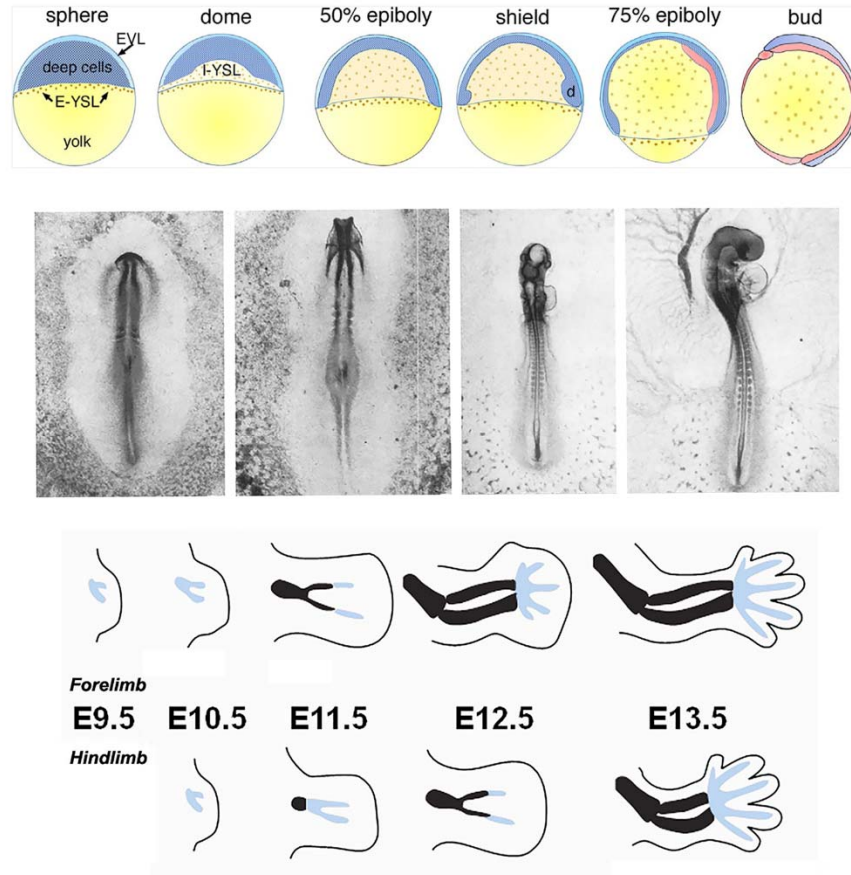 sphere dome 50% epiboly shield 75% epiboly bud
EVL
deep cells
I-YSL
d
E-YSL
yolk
Forelimb
E9.5 E10.5 E11.5 E12.5 E13.5
Hindlimb